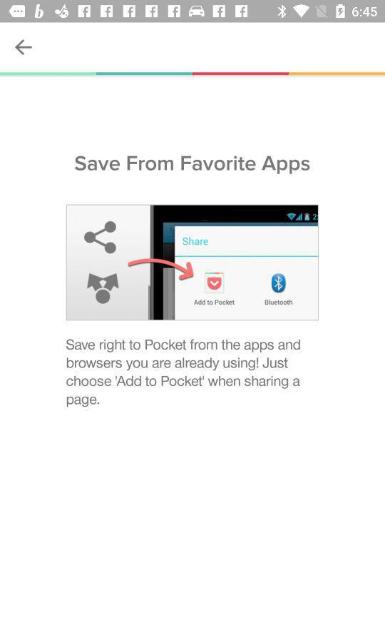 6:45
Save From Favorite Apps
Share
Add to Pocket
Bluetooth
Save right to Pocket from the apps and
browsers you are already using! Just
choose 'Add to Pocket' when sharing a
page.